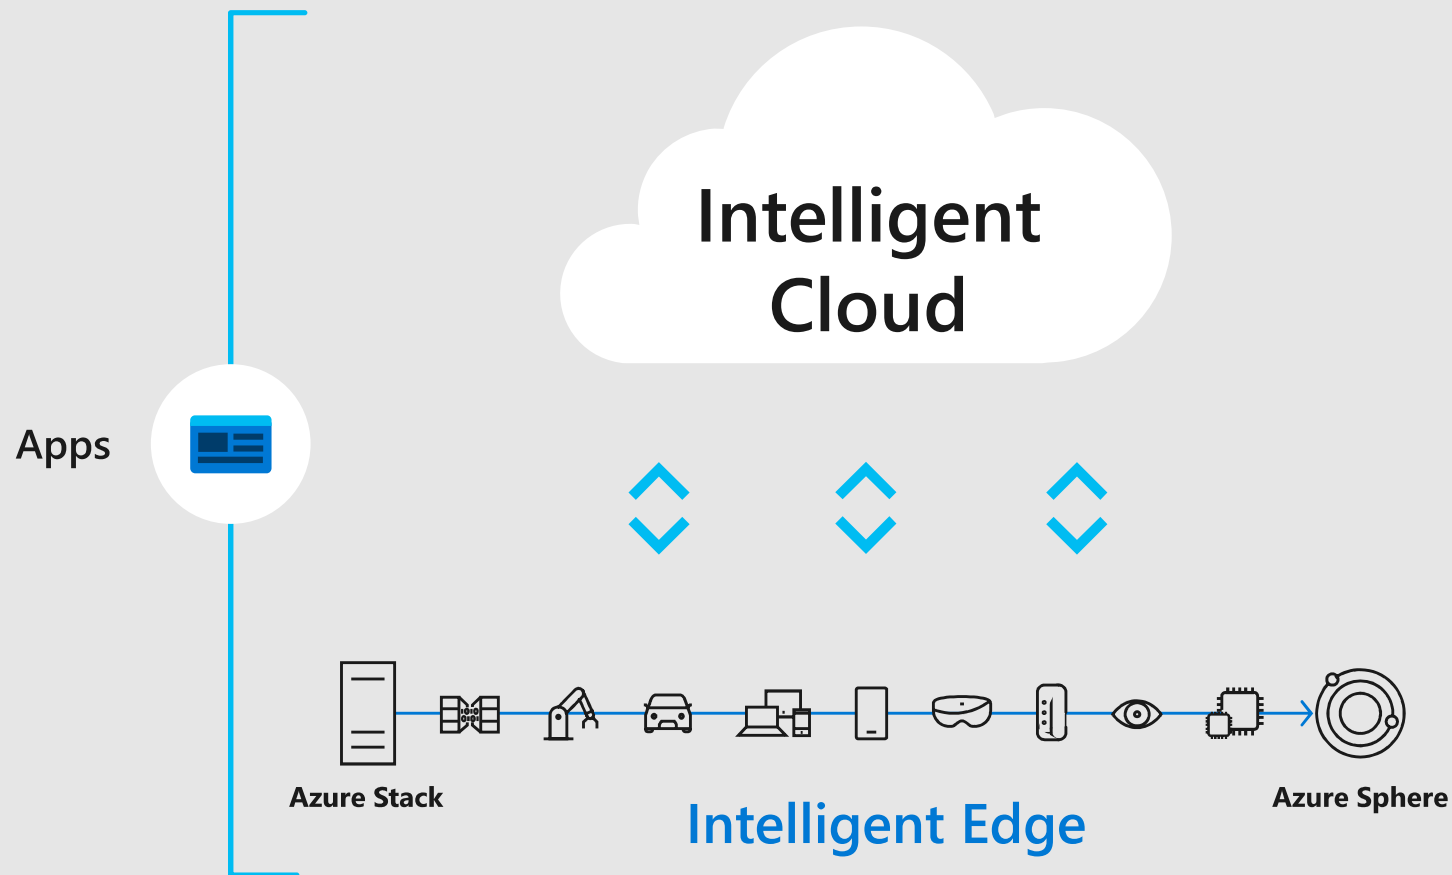 Intelligent
Cloud
Apps
Azure Stack
Azure Sphere
Intelligent Edge